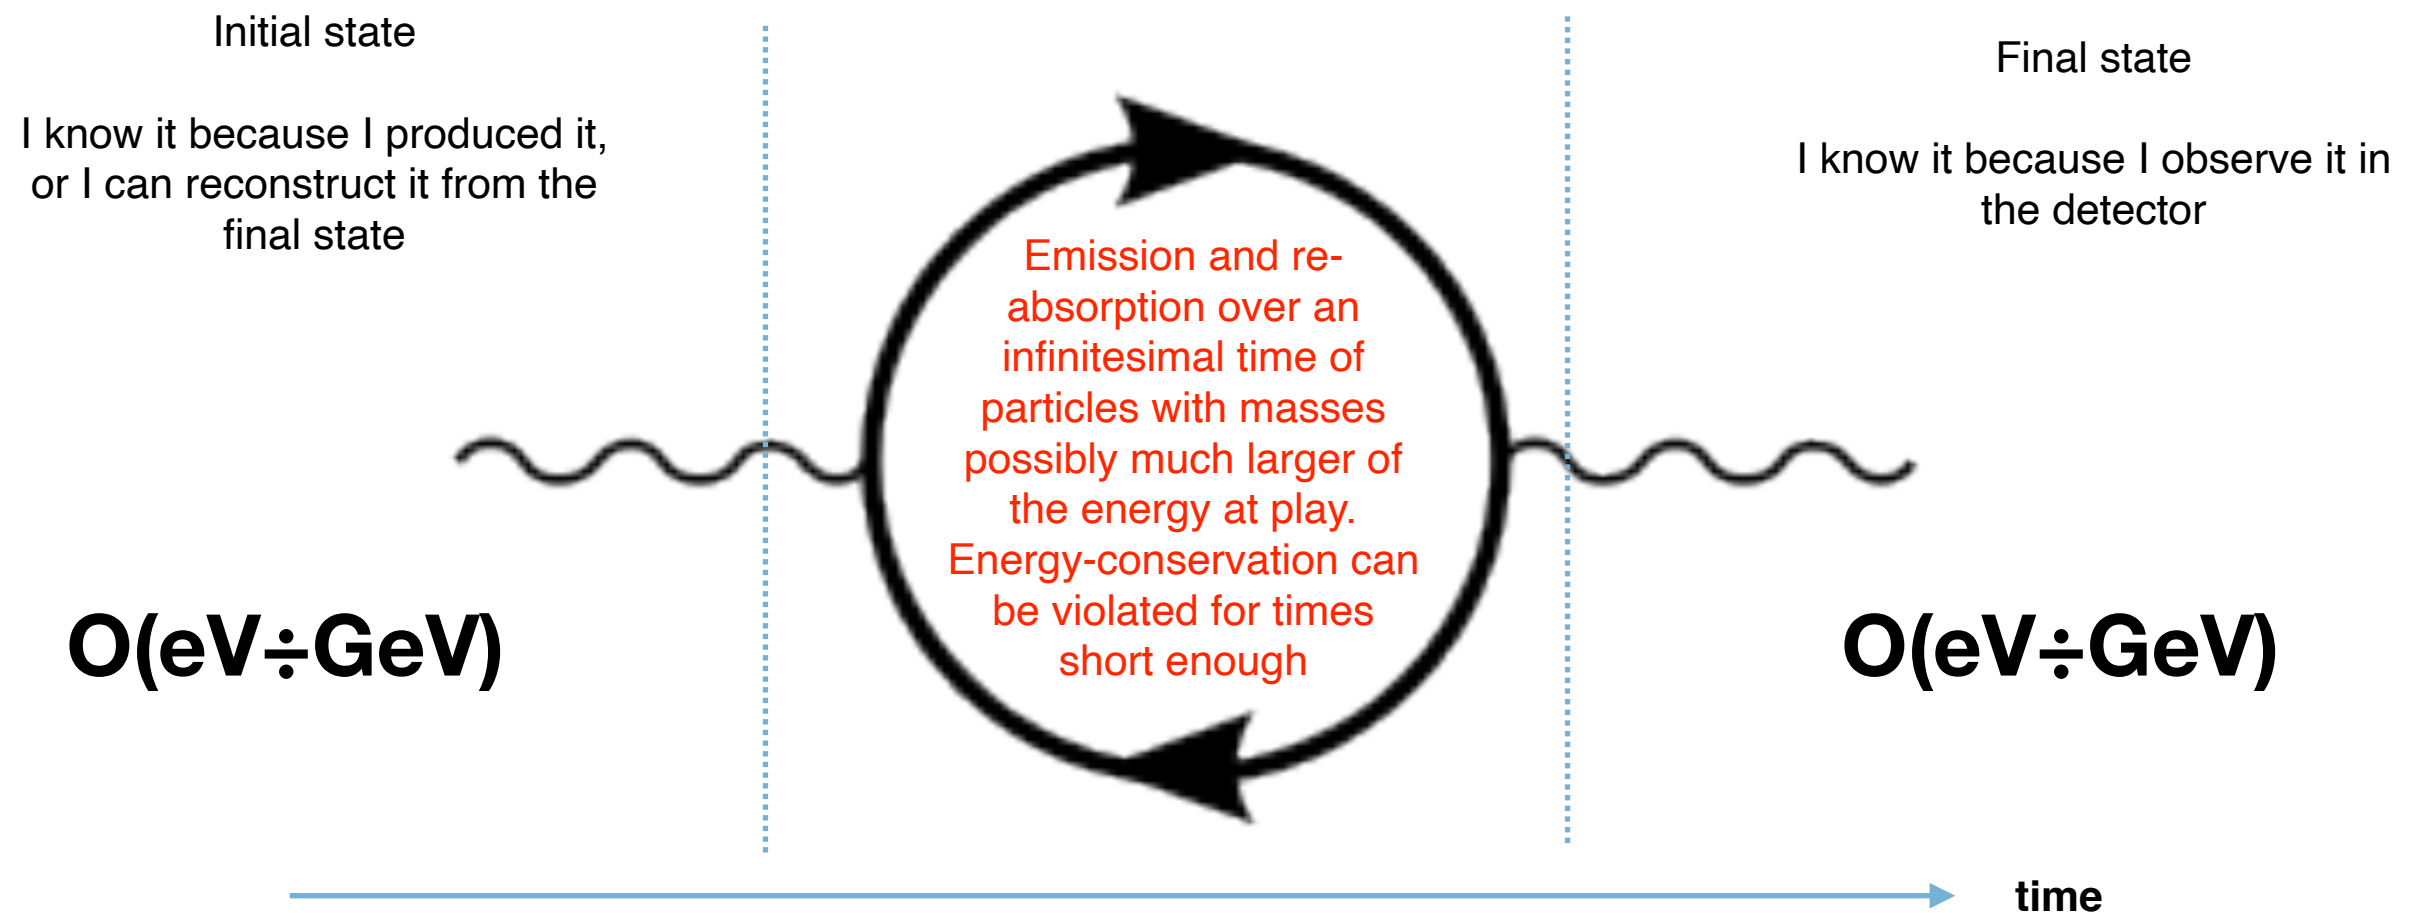 Initial state
I know it because I produced it,
or I can reconstruct it from the
final state
Emission and re-
absorption over an
infinitesimal time of
particles with masses
possibly much larger of
the energy at play.
Energy-conservation can
be violated for times
short enough
Final state
I know it because I observe it in
the detector
O(eV÷GeV)
O(eV÷GeV)
time